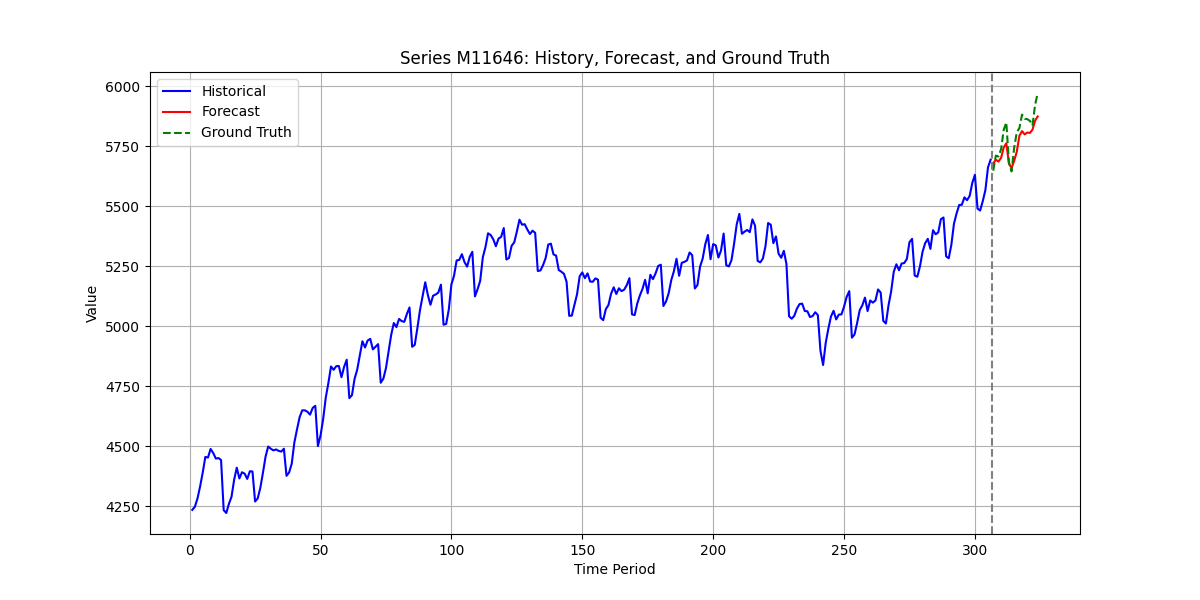 Series M11646: History, Forecast, and Ground Truth
Historical
Forecast
Ground Truth
6000
5750
5500
5250
5000
4750
4500
4250
Value
0 50 100 150 200 250 300
Time Period